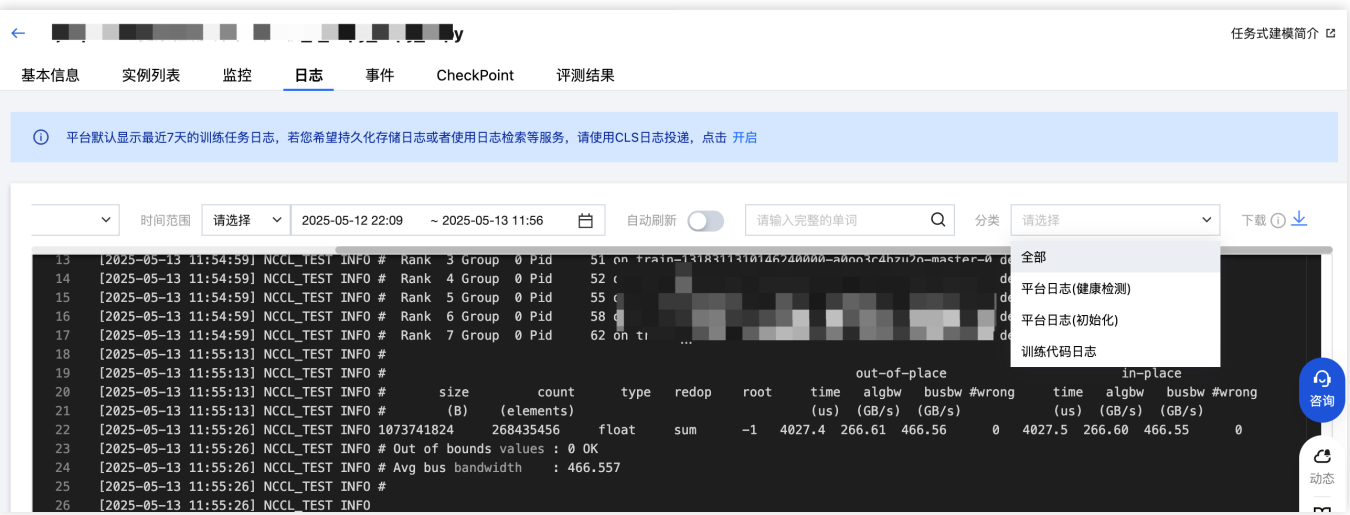 任务式建模简介
基本信息 实例列表 监控 日志 事件 CheckPoint 评测结果
平台默认显示最近7天的训练任务日志，若您希望持久化存储日志或者使用日志检索等服务，请使用CLS日志投递，点击 开启
时间范围 请选择 2025-05-12 22:09 ~ 2025-05-13 11:56 自动刷新 请输入完整的单词 分类 请选择 下载
全部
平台日志(健康检测)
平台日志(初始化)
训练代码日志
13 [2025-05-13 11:54:59] NCCL_TEST INFO # Rank 3 Group 0 Pid 51 on
14 [2025-05-13 11:54:59] NCCL_TEST INFO # Rank 4 Group 0 Pid 52
15 [2025-05-13 11:54:59] NCCL_TEST INFO # Rank 5 Group 0 Pid 55
16 [2025-05-13 11:54:59] NCCL_TEST INFO # Rank 6 Group 0 Pid 58
17 [2025-05-13 11:54:59] NCCL_TEST INFO # Rank 7 Group 0 Pid 62 on
18 [2025-05-13 11:55:13] NCCL_TEST INFO #
19 [2025-05-13 11:55:13] NCCL_TEST INFO # out-of-place in-place
20 [2025-05-13 11:55:13] NCCL_TEST INFO # size count type redop root time algbw busbw #wrong time algbw busbw #wrong
21 [2025-05-13 11:55:13] NCCL_TEST INFO # (B) (elements) (us) (GB/s) (GB/s) (us) (GB/s) (GB/s)
22 [2025-05-13 11:55:26] NCCL_TEST INFO 1073741824 268435456 float sum -1 4027.4 266.61 466.56 0 4027.5 266.60 466.55 0
23 [2025-05-13 11:55:26] NCCL_TEST INFO # Out of bounds values : 0 OK
24 [2025-05-13 11:55:26] NCCL_TEST INFO # Avg bus bandwidth : 466.557
25 [2025-05-13 11:55:26] NCCL_TEST INFO #
26 [2025-05-13 11:55:26] NCCL_TEST INFO
咨询
动态